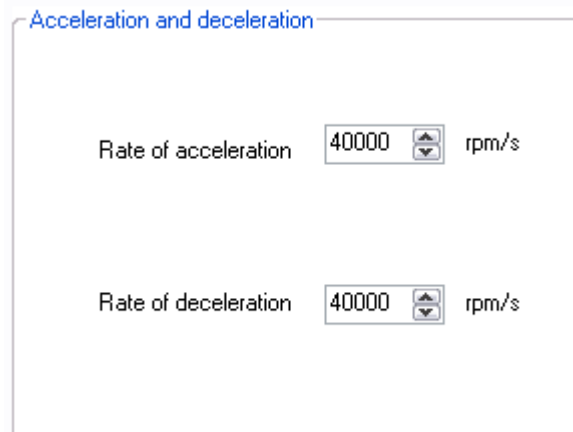 Acceleration and deceleration
Rate of acceleration 40000 rpm/s
Rate of deceleration 40000 rpm/s